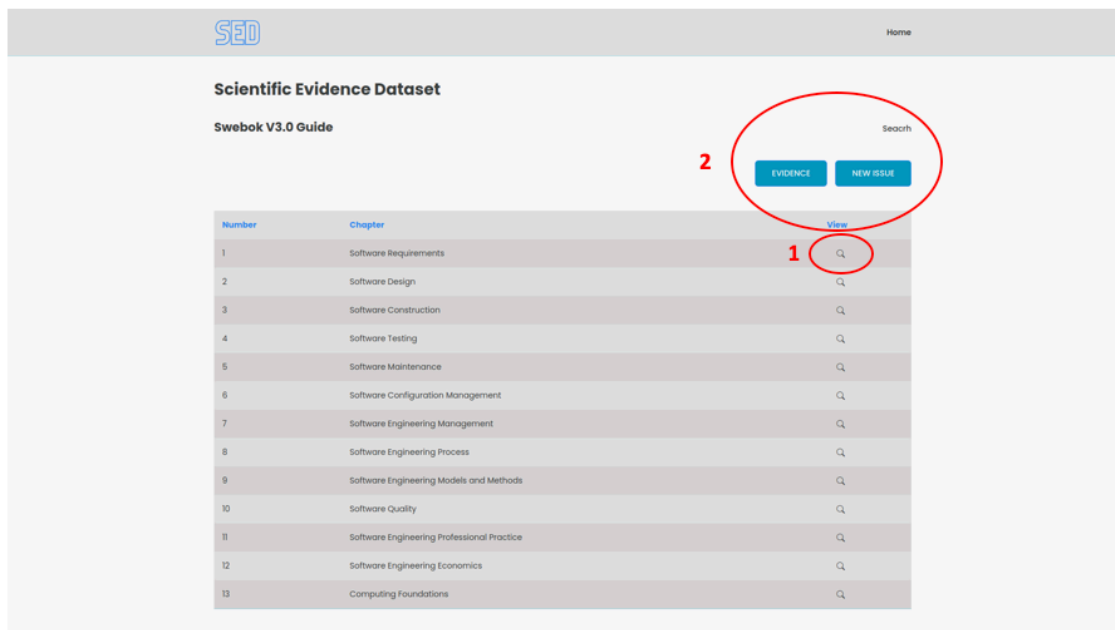 SED Home
Scientific Evidence Dataset
Swebok V3.0 Guide
Seacrh
2
EVIDENCE NEW ISSUE
Number Chapter View
1 Software Requirements 1
2 Software Design
3 Software Construction
4 Software Testing
5 Software Maintenance
6 Software Configuration Management
7 Software Engineering Management
8 Software Engineering Process
9 Software Engineering Models and Methods
10 Software Quality
11 Software Engineering Professional Practice
12 Software Engineering Economics
13 Computing Foundations